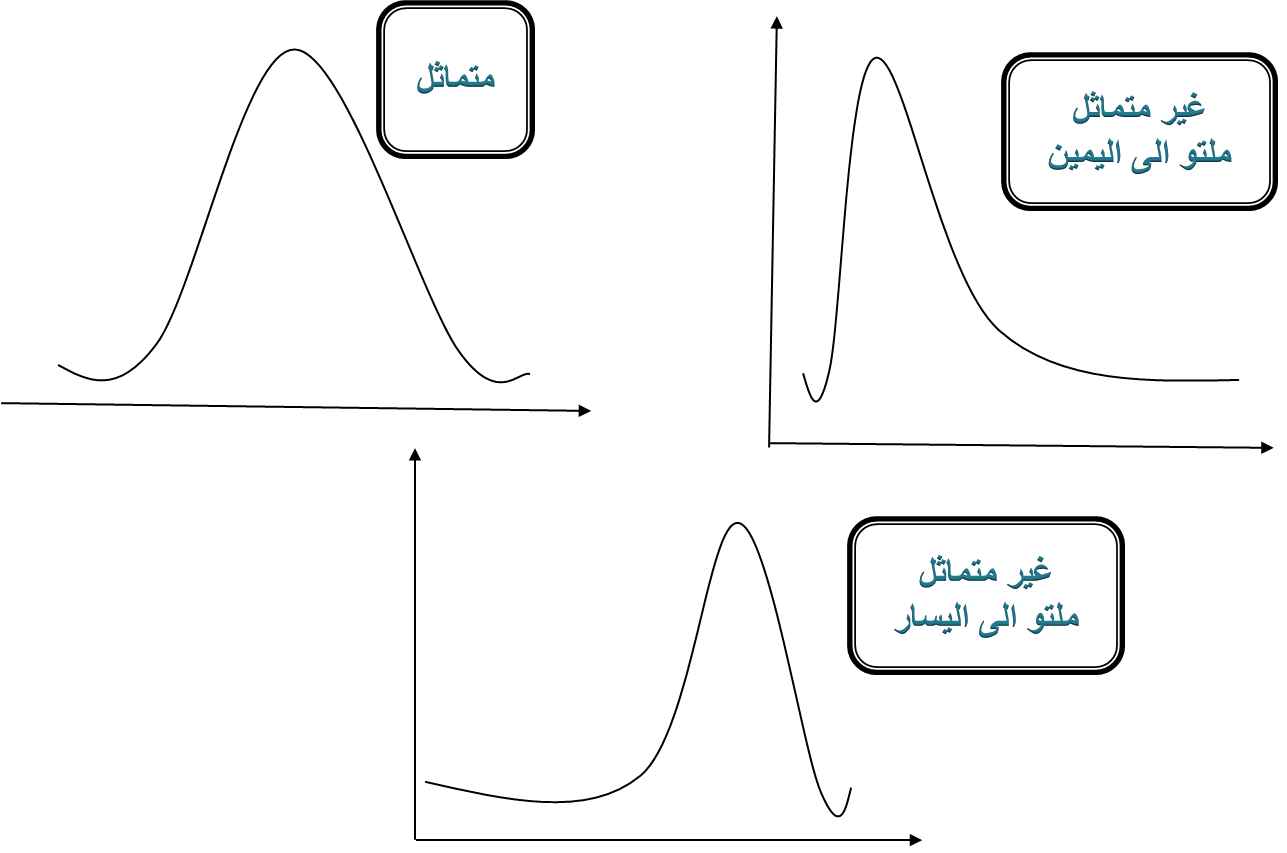 متماثل
غير متماثل
ملتو الى اليمين
غير متماثل
ملتو الى اليسار